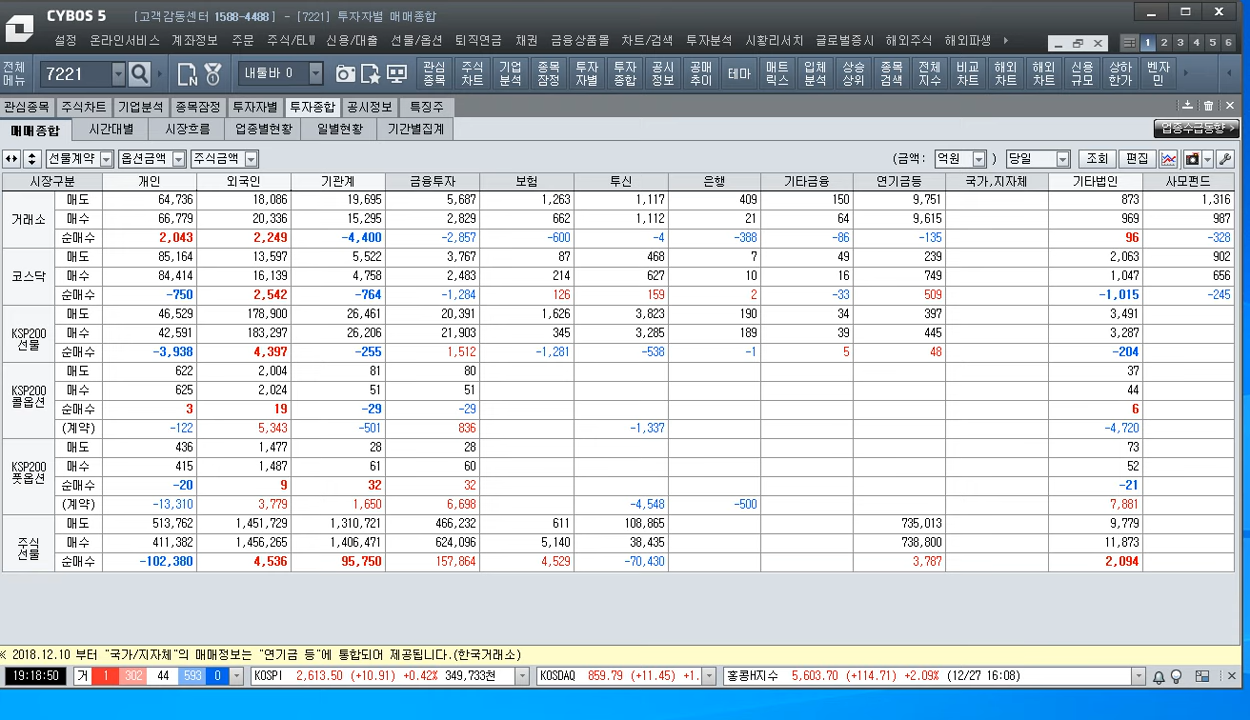 CYBOS 5 [고객감동센터 1588-4488] - [7221] 투자자별 매매종합
설정 온라인서비스 계좌정보 주문 주식/ELW 신용/대출 선물/옵션 퇴직연금 채권 금융상품몰 차트/검색 투자분석 시황리서치 글로벌증시 해외주식 해외파생 1 2 3 4 5 6
전체메뉴 7221 내툴바 0 관심종목 주식차트 기업분석 종목잠정 투자자별 투자종합 공시정보 공매추이 테마 매트릭스 입체분석 상승상위 종목검색 전체지수 비교차트 해외차트 해외차트 신용규모 상하한가 벤자민
관심종목 주식차트 기업분석 종목잠정 투자자별 투자종합 공시정보 특징주
매매종합 시간대별 시장흐름 업종별현황 일별현황 기간별집계 업종수급동향
선물계약 옵션금액 주식금액 (금액: 억원 ) 당일 조회 편집
시장구분 개인 외국인 기관계 금융투자 보험 투신 은행 기타금융 연기금등 국가,지자체 기타법인 사모펀드
거래소
매도 64,736 18,086 19,695 5,687 1,263 1,117 409 150 9,751 873 1,316
매수 66,779 20,336 15,295 2,829 662 1,112 21 64 9,615 969 987
순매수 2,043 2,249 -4,400 -2,857 -600 -4 -388 -86 -135 96 -328
코스닥
매도 85,164 13,597 5,522 3,767 87 468 7 49 239 2,063 902
매수 84,414 16,139 4,758 2,483 214 627 10 16 749 1,047 656
순매수 -750 2,542 -764 -1,284 126 159 2 -33 509 -1,015 -245
KSP200
선물
매도 46,529 178,900 26,461 20,391 1,626 3,823 190 34 397 3,491
매수 42,591 183,297 26,206 21,903 345 3,285 189 39 445 3,287
순매수 -3,938 4,397 -255 1,512 -1,281 -538 -1 5 48 -204
KSP200
콜옵션
매도 622 2,004 81 80 37
매수 625 2,024 51 51 44
순매수 3 19 -29 -29 6
(계약) -122 5,343 -501 836 -1,337 -4,720
KSP200
풋옵션
매도 436 1,477 28 28 73
매수 415 1,487 61 60 52
순매수 -20 9 32 32 -21
(계약) -13,310 3,779 1,650 6,698 -4,548 -500 7,881
주식
선물
매도 513,762 1,451,729 1,310,721 466,232 611 108,865 735,013 9,779
매수 411,382 1,456,265 1,406,471 624,096 5,140 38,435 738,800 11,873
순매수 -102,380 4,536 95,750 157,864 4,529 -70,430 3,787 2,094
※ 2018.12.10 부터 "국가/지자체"의 매매정보는 "연기금 등"에 통합되어 제공됩니다.(한국거래소)
19:18:50 거 1 302 44 593 0 KOSPI 2,613.50 (+10.91) +0.42% 349,733천 KOSDAQ 859.79 (+11.45) +1. 홍콩H지수 5,603.70 (+114.71) +2.09% (12/27 16:08)